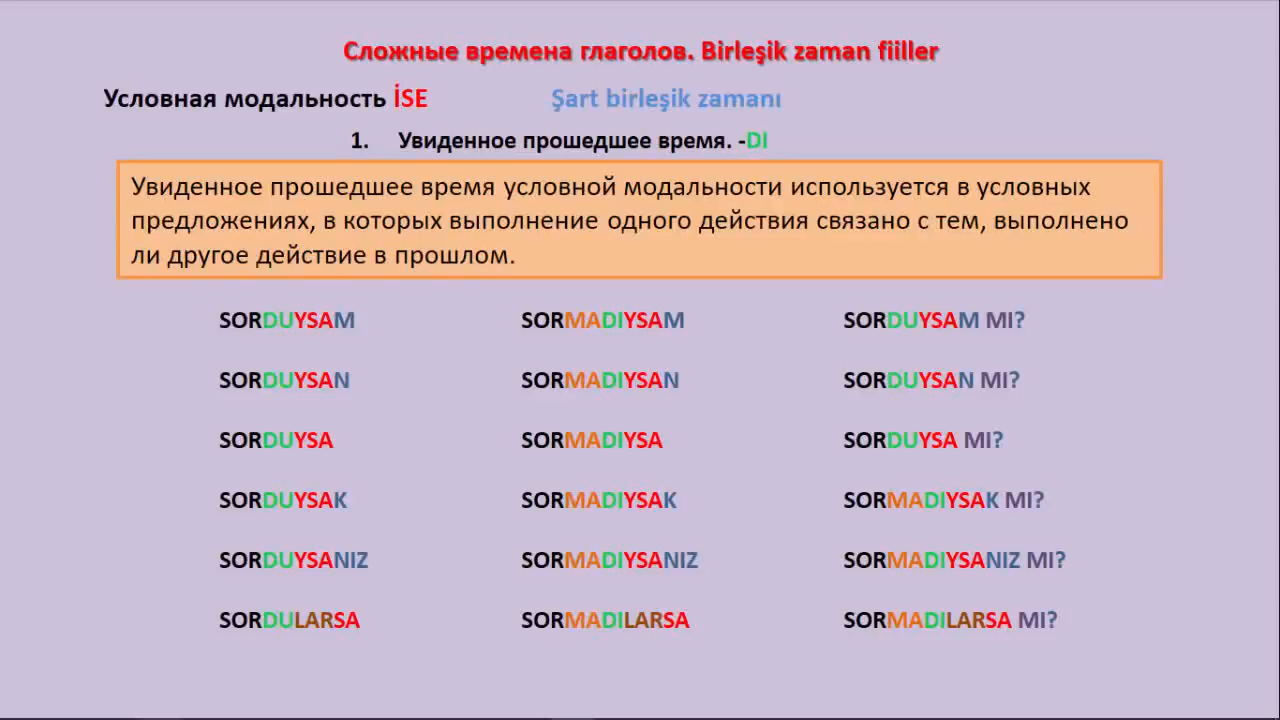 Сложные времена глаголов. Birleşik zaman fiiller
Условная модальность İSE Şart birleşik zamanı
1. Увиденное прошедшее время. -DI
Увиденное прошедшее время условной модальности используется в условных
предложениях, в которых выполнение одного действия связано с тем, выполнено
ли другое действие в прошлом.
SORDUYSAM SORMADIYSAM SORDUYSAM MI?
SORDUYSAN SORMADIYSAN SORDUYSAN MI?
SORDUYSA SORMADIYSA SORDUYSA MI?
SORDUYSAK SORMADIYSAK SORMADIYSAK MI?
SORDUYSANIZ SORMADIYSANIZ SORMADIYSANIZ MI?
SORDULARSA SORMADILARSA SORMADILARSA MI?